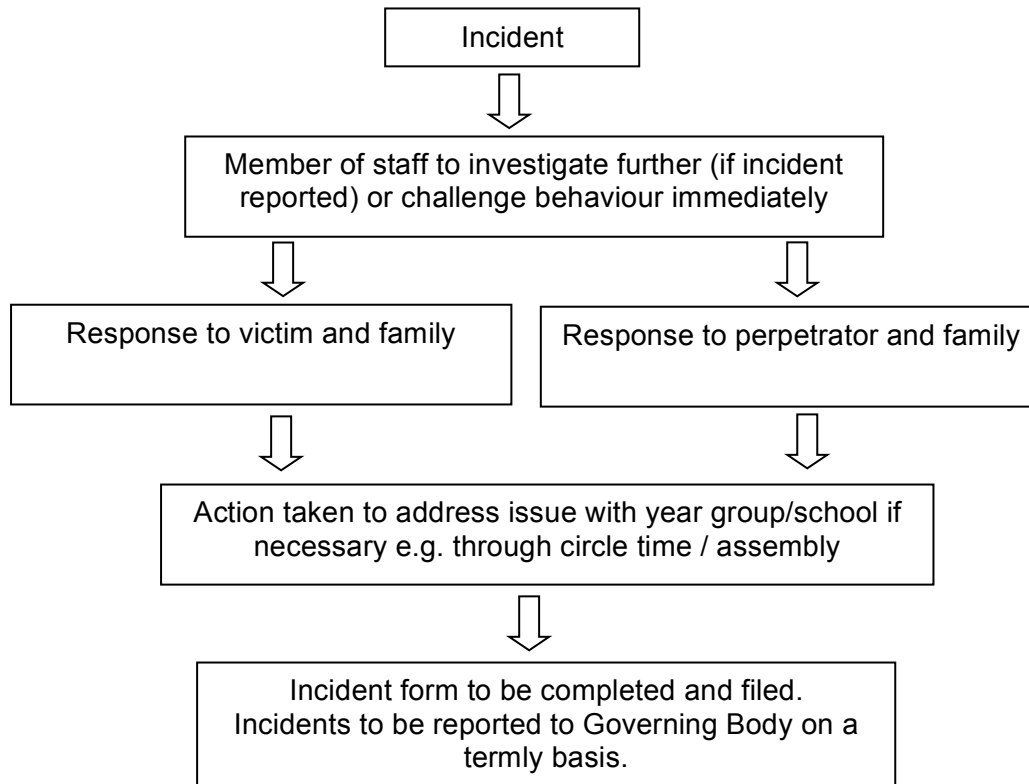 Incident
Member of staff to investigate further (if incident
reported) or challenge behaviour immediately
Response to victim and family
Response to perpetrator and family
Action taken to address issue with year group/school if
necessary e.g. through circle time / assembly
Incident form to be completed and filed.
Incidents to be reported to Governing Body on a
termly basis.